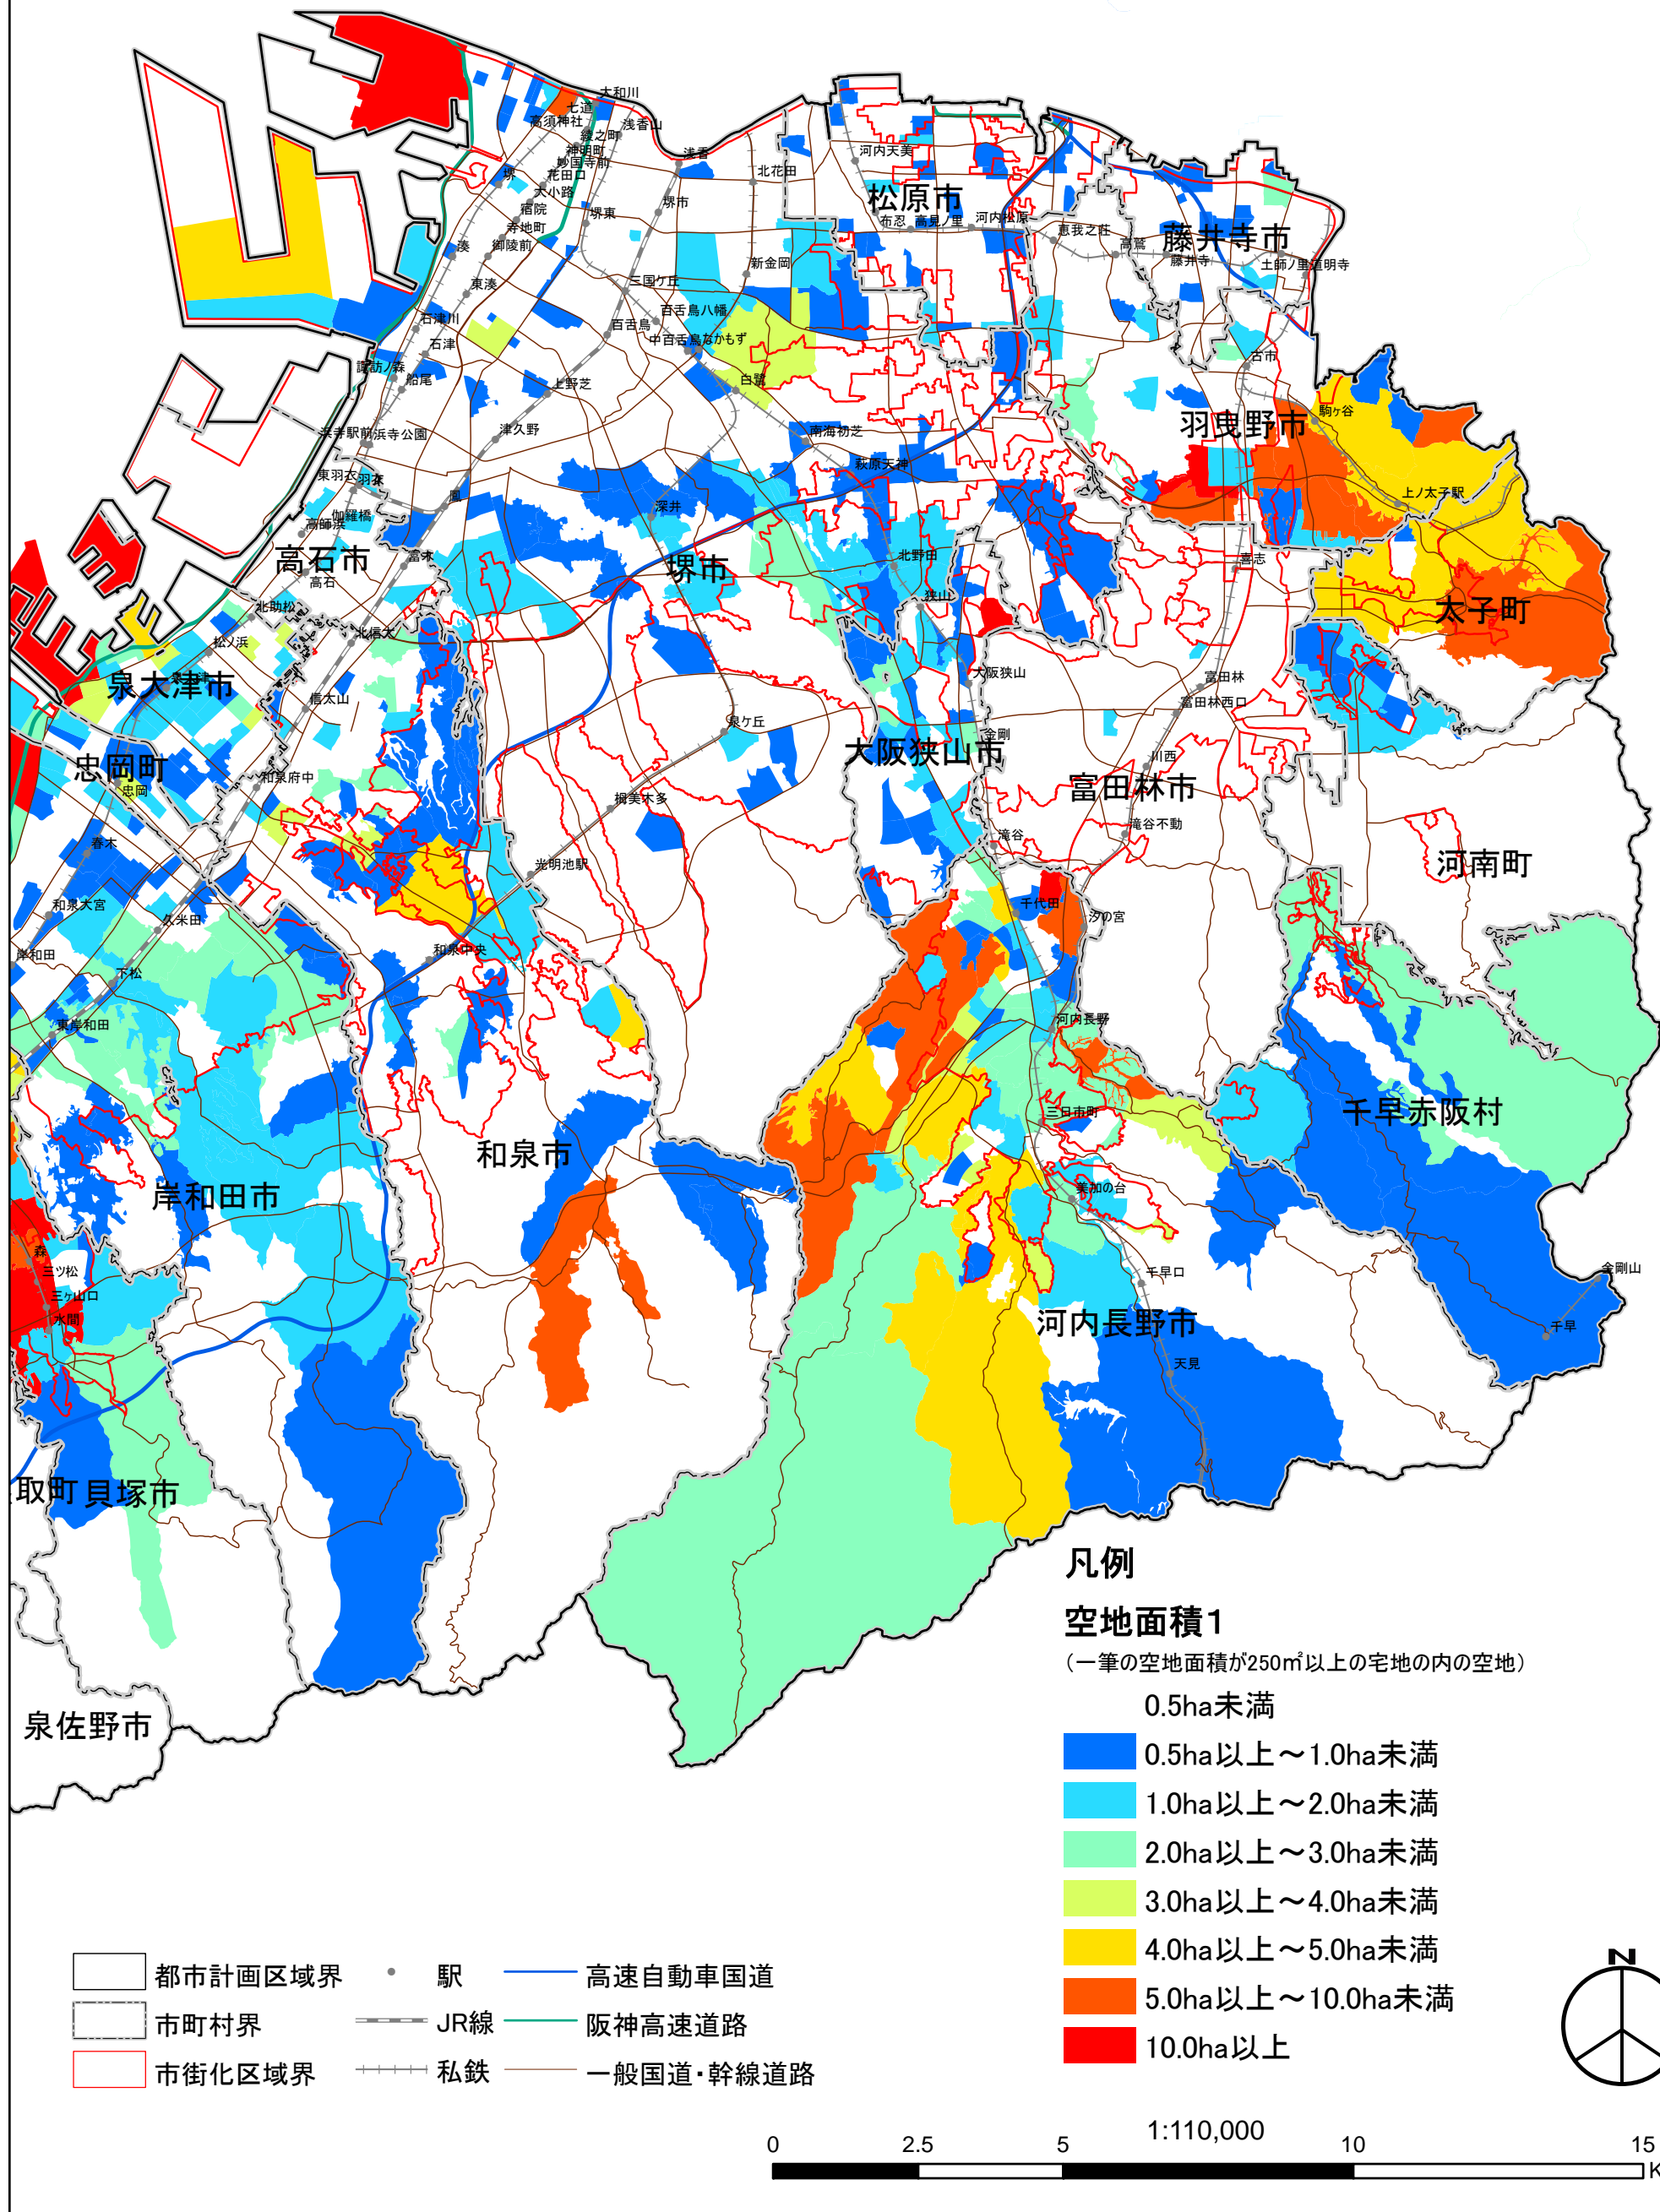 大和川
七道
高須神社
浅香山
綾之町
神明町
妙国寺前
花田口
浅香
堺
大小路
宿院
寺地町
御陵前
堺市
堺東
北花田
河内天美
松原市
布忍
高見ノ里
河内松原
恵我之荘
高鷲
藤井寺市
藤井寺
土師ノ里
道明寺
湊
東湊
新金岡
三国ケ丘
百舌鳥八幡
百舌鳥
中百舌鳥
なかもず
石津川
石津
諏訪ノ森
船尾
上野芝
白鷺
古市
駒ヶ谷
羽曳野市
浜寺駅前
浜寺公園
津久野
南海初芝
萩原天神
上ノ太子駅
東羽衣
羽衣
鳳
深井
伽羅橋
高師浜
高石市
高石
富木
堺市
北野田
喜志
狭山
太子町
北助松
松ノ浜
北信太
大阪狭山
富田林
富田林西口
泉大津市
信太山
泉ケ丘
大阪狭山市
金剛
川西
富田林市
忠岡町
忠岡
和泉府中
栂美木多
滝谷
滝谷不動
河南町
春木
光明池駅
和泉大宮
久米田
千代田
汐の宮
岸和田
和泉中央
下松
東岸和田
河内長野
三日市町
千早赤阪村
和泉市
岸和田市
美加の台
森
三ツ松
三ヶ山口
水間
千早口
金剛山
河内長野市
千早
天見
取町
貝塚市
泉佐野市
凡例
空地面積1
（一筆の空地面積が250㎡以上の宅地の内の空地）
0.5ha未満
0.5ha以上～1.0ha未満
1.0ha以上～2.0ha未満
2.0ha以上～3.0ha未満
3.0ha以上～4.0ha未満
4.0ha以上～5.0ha未満
5.0ha以上～10.0ha未満
10.0ha以上
都市計画区域界
駅
高速自動車国道
市町村界
JR線
阪神高速道路
市街化区域界
私鉄
一般国道・幹線道路
N
1:110,000
0
2.5
5
10
15
K